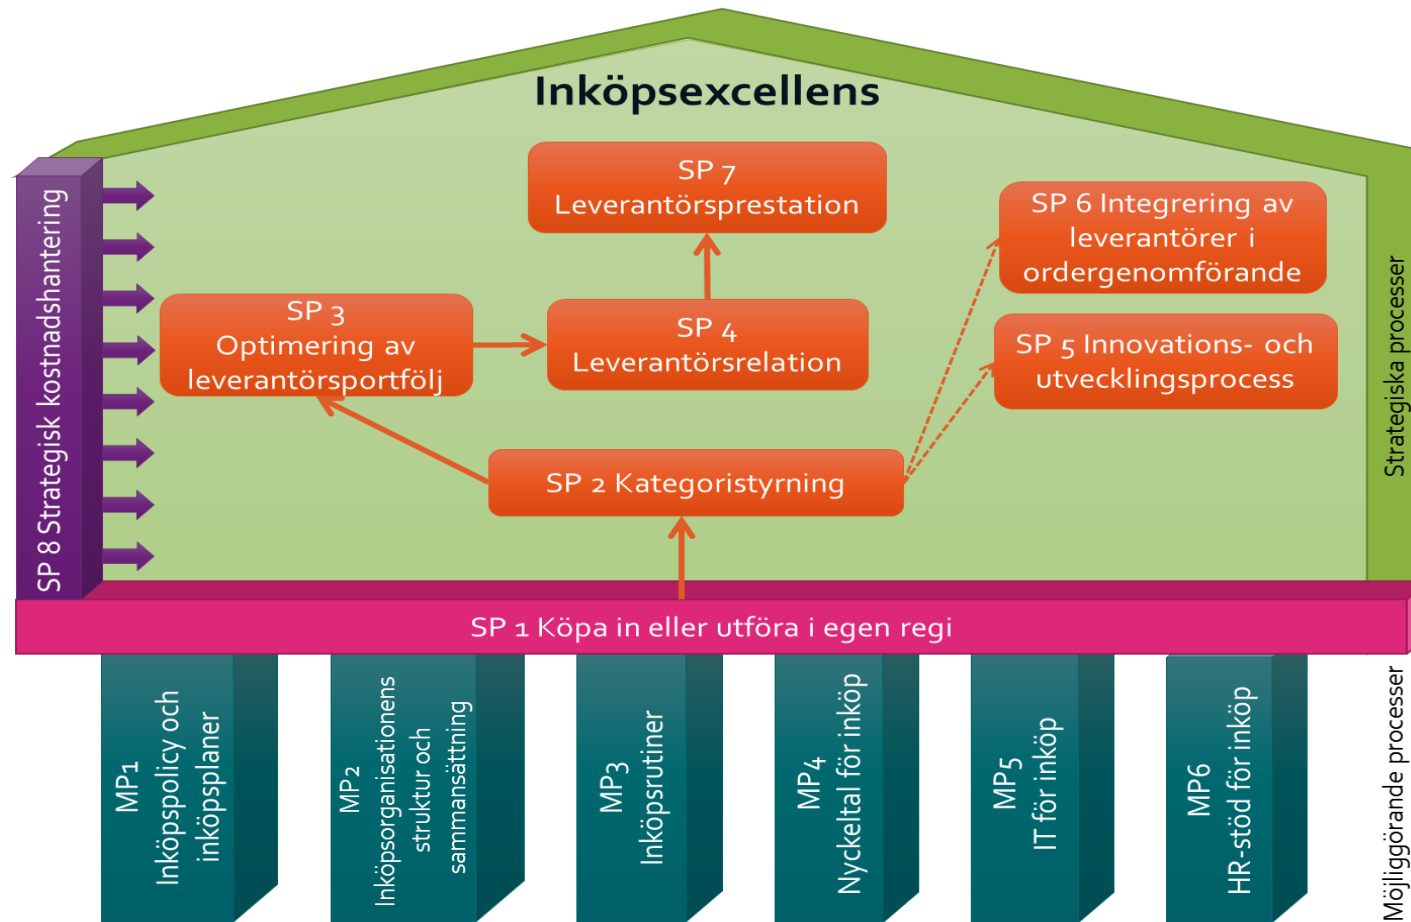 Inköpsexcellens
SP 7
Leverantörsprestation
SP 6 Integrering av
leverantörer i
ordergenomförande
SP 3
Optimering av
leverantörsportfölj
SP 4
Leverantörsrelation
SP 5 Innovations- och
utvecklingsprocess
SP 2 Kategoristyrning
SP 8 Strategisk kostnadshantering
Strategiska processer
SP 1 Köpa in eller utföra i egen regi
MP1
Inköpspolicy och
inköpsplaner
MP2
Inköpsorganisationens
struktur och
sammansättning
MP3
Inköpsrutiner
MP4
Nyckeltal för inköp
MP5
IT för inköp
MP6
HR-stöd för inköp
Möjliggörande processer